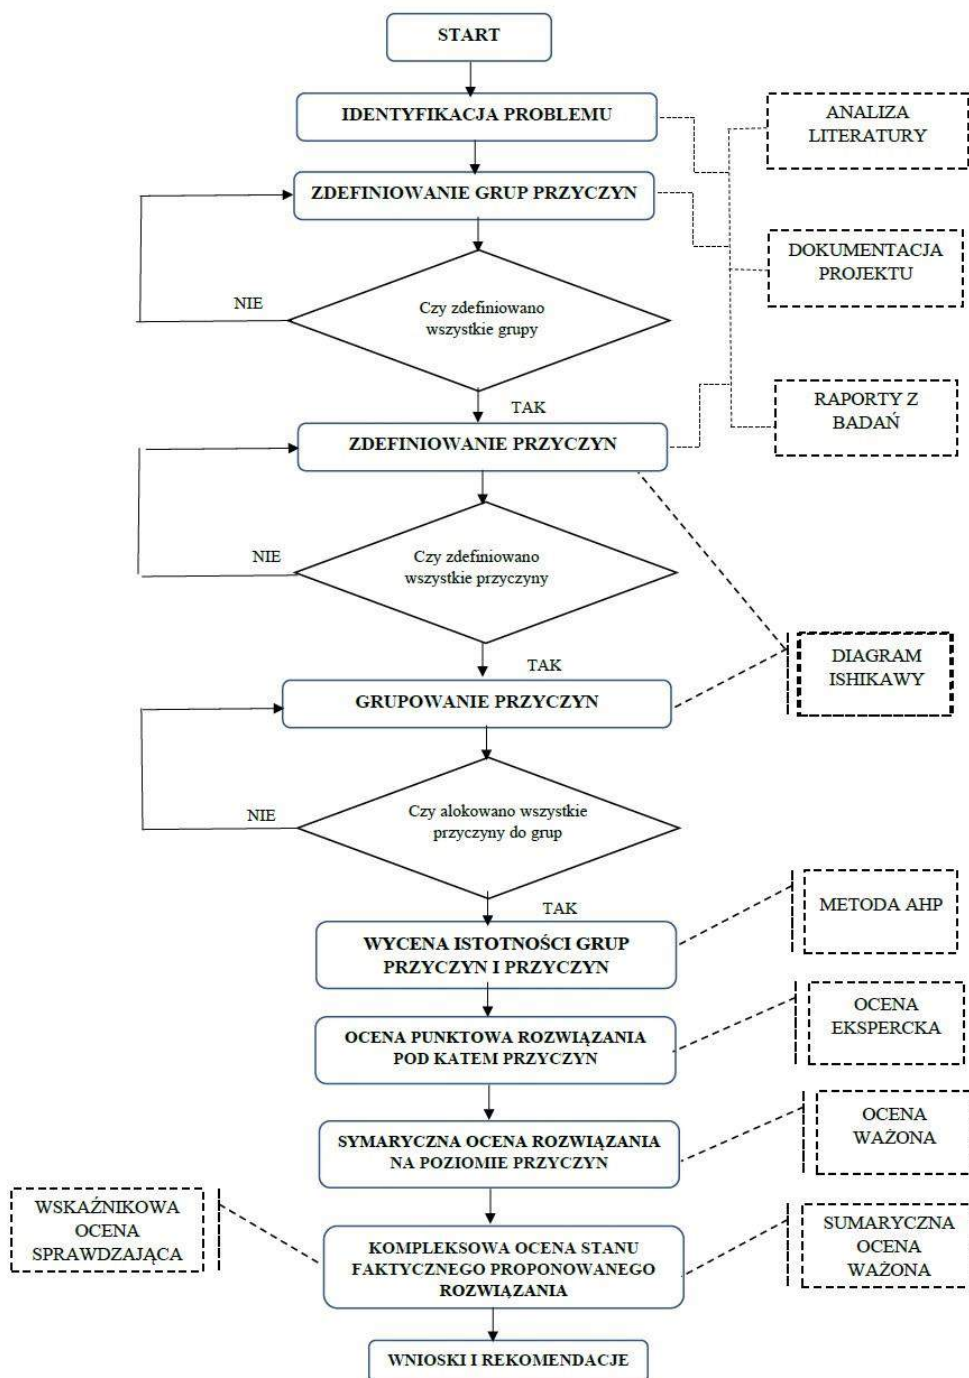 START
IDENTYFIKACJA PROBLEMU
ANALIZA
LITERATURY
ZDEFINIOWANIE GRUP PRZYCZYN
DOKUMENTACJA
PROJEKTU
NIE
Czy zdefiniowano
wszystkie grupy
TAK
RAPORTY Z
BADAŃ
ZDEFINIOWANIE PRZYCZYN
NIE
Czy zdefiniowano
wszystkie przyczyny
TAK
DIAGRAM
ISHIKAWY
GRUPOWANIE PRZYCZYN
NIE
Czy alokowano wszystkie
przyczyny do grup
TAK
METODA AHP
WYCENA ISTOTNOŚCI GRUP
PRZYCZYN I PRZYCZYN
OCENA
EKSPERCKA
OCENA PUNKTOWA ROZWIĄZANIA
POD KATEM PRZYCZYN
OCENA
WAŻONA
SYMARYCZNA OCENA ROZWIĄZANIA
NA POZIOMIE PRZYCZYN
WSKAŹNIKOWA
OCENA
SPRAWDZAJĄCA
SUMARYCZNA
OCENA
WAŻONA
KOMPLEKSOWA OCENA STANU
FAKTYCZNEGO PROPONOWANEGO
ROZWIĄZANIA
WNIOSKI I REKOMENDACJE